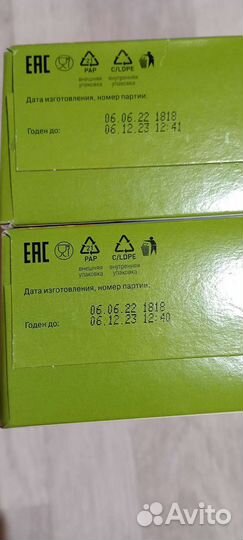 EAC
21
PAP
C/LDPE
внешняя упаковка
внутренняя упаковка
Дата изготовления, номер партии:
06.06.22 1818
Годен до: 06.12.23 12:41
EAC
21
PAP
C/LDPE
внешняя упаковка
внутренняя упаковка
Дата изготовления, номер партии:
06.06.22 1818
Годен до: 06.12.23 12:40
Avito